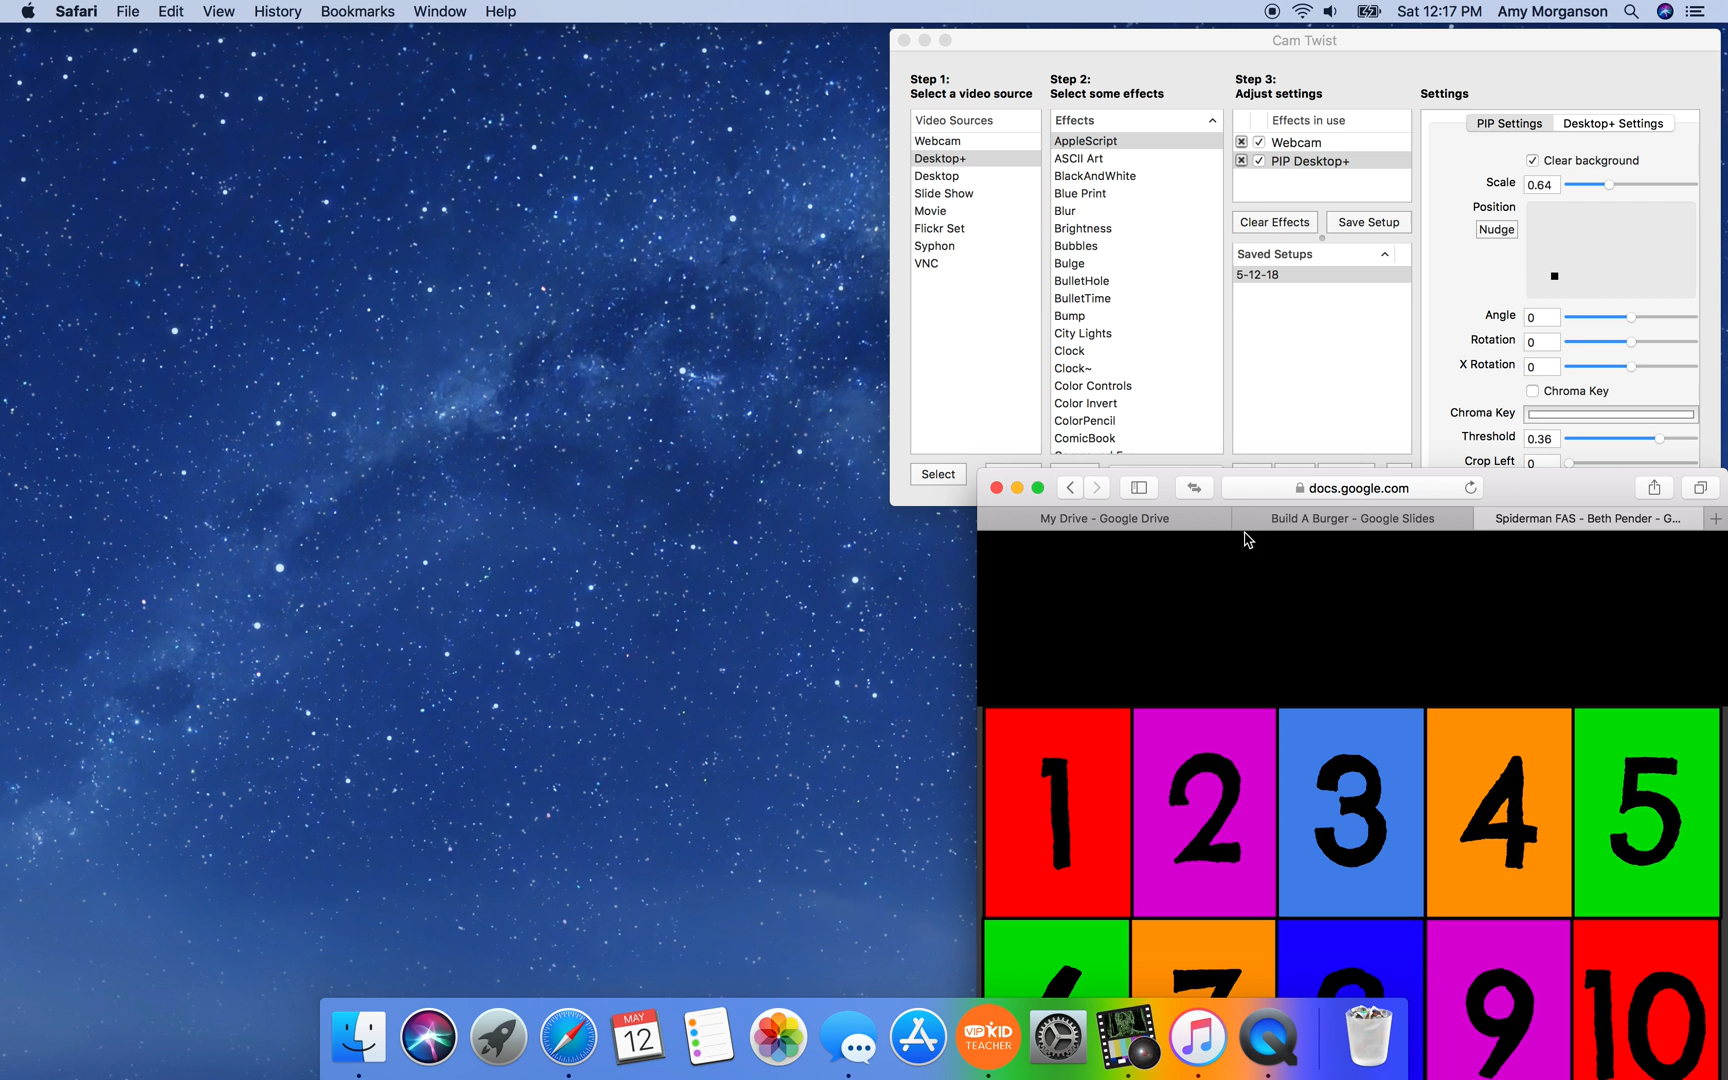 Safari File Edit View History Bookmarks Window Help Sat 12:17 PM Amy Morganson
Cam Twist
Step 1:
Select a video source
Step 2:
Select some effects
Step 3:
Adjust settings
Settings
Video Sources
Webcam
Desktop+
Desktop
Slide Show
Movie
Flickr Set
Syphon
VNC
Select
Effects
AppleScript
ASCII Art
BlackAndWhite
Blue Print
Blur
Brightness
Bubbles
Bulge
BulletHole
BulletTime
Bump
City Lights
Clock
Clock~
Color Controls
Color Invert
ColorPencil
ComicBook
Effects in use
Webcam
PIP Desktop+
Clear Effects Save Setup
Saved Setups
5-12-18
PIP Settings Desktop+ Settings
Clear background
Scale 0.64
Position
Nudge
Angle 0
Rotation 0
X Rotation 0
Chroma Key
Chroma Key
Threshold 0.36
Crop Left 0
docs.google.com
My Drive - Google Drive Build A Burger - Google Slides Spiderman FAS - Beth Pender - G...
1 2 3 4 5
6 7 8 9 10
MAY
12
VIPKID
TEACHER